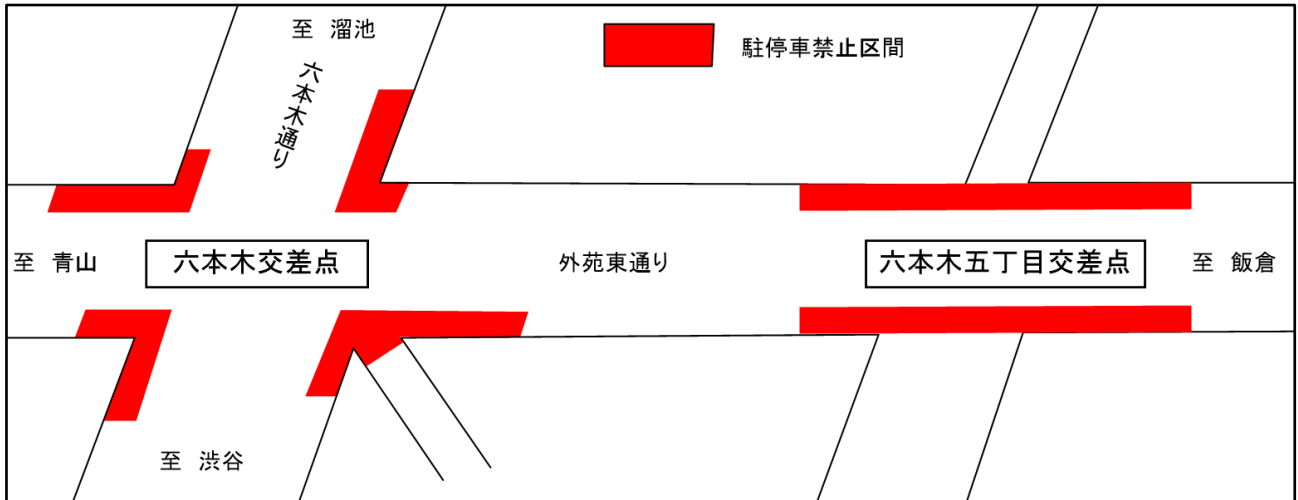 至 溜池
駐停車禁止区間
六本木通り
至 青山
六本木交差点
外苑東通り
六本木五丁目交差点
至 飯倉
至 渋谷